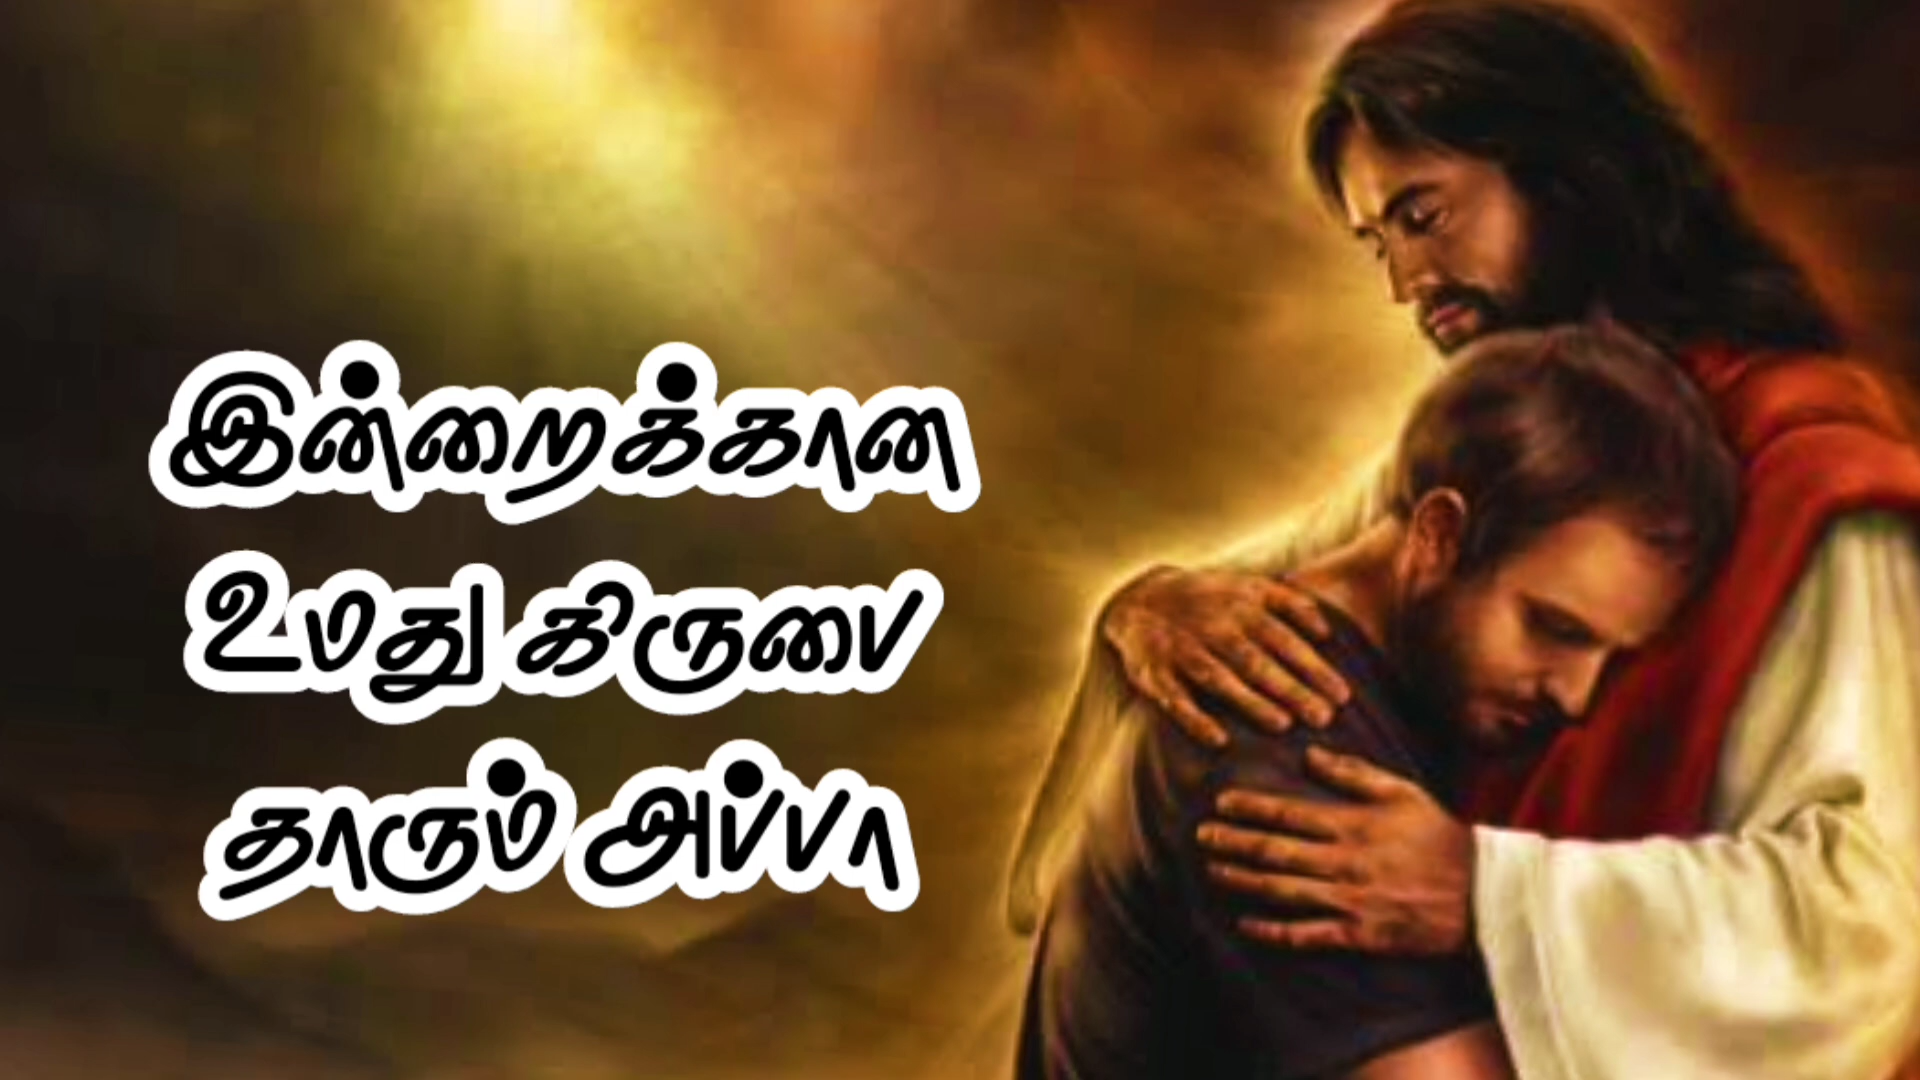 இன்றைக்கான
உமது கிருபை
தாரும் அப்பா